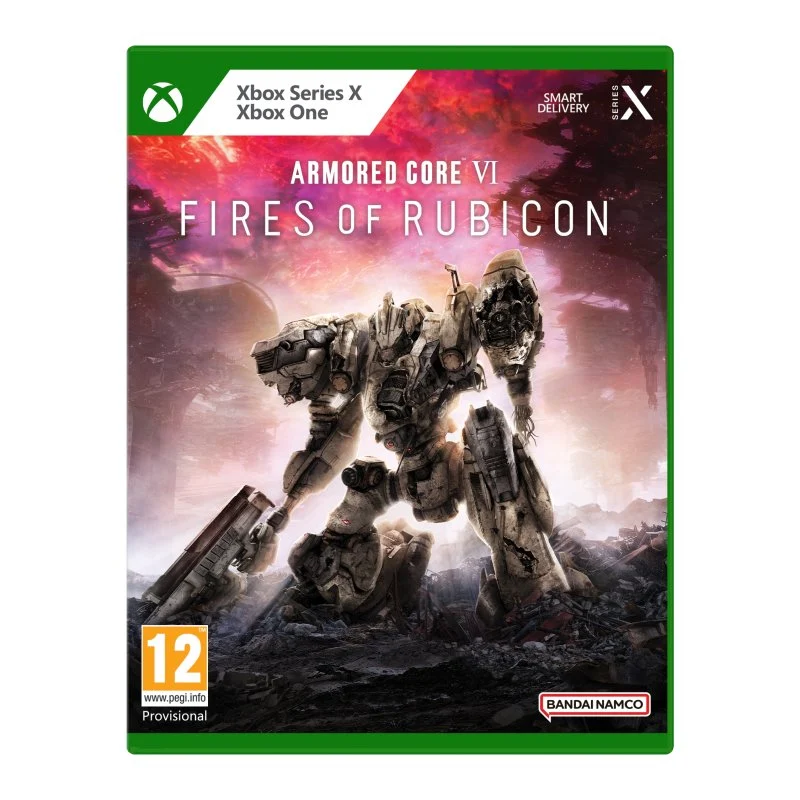 Xbox Series X
Xbox One
SMART
DELIVERY
SERIES X
ARMORED CORE™ VI
FIRES OF RUBICON
12
www.pegi.info
Provisional
BANDAI NAMCO